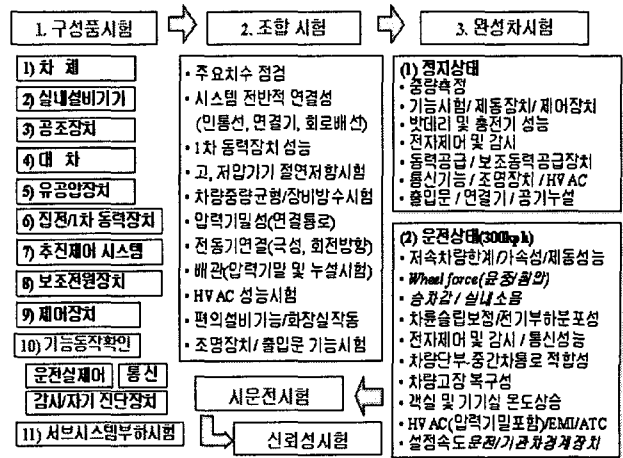 1. 구성품시험
1) 차 체
2) 실내설비기기
3) 공조장치
4) 대 차
5) 유공압장치
6) 집전/1차 동력장치
7) 추진제어 시스템
8) 보조전원장치
9) 제어장치
10) 기능동작확인
운전실제어
통 신
감시/자기 진단장치
11) 서브시스템부하시험
2. 조합 시험
· 주요치수 점검
· 시스템 전반적 연결성
(민통선, 연결기, 회로배선)
· 1차 동력장치 성능
· 고, 저압가기 절연저항시험
· 차량중량균형/장비방수시험
· 압력기밀성(연결통로)
· 전동기연결(극성, 회전방향)
· 배관(압력기밀 및 누설시험)
· HVAC 성능시험
· 편의설비기능/화장실작동
· 조명장치/ 출입문 기능시험
3. 완성차시험
(1) 정지상태
• 중량측정
• 기능시험/ 제동장치/ 제어장치
• 밧데리 및 충전기 성능
• 전자제어 및 감시
• 동력공급/ 보조동력공급장치
• 통신기능 / 조명장치 / HVAC
• 출입문 / 연결기 / 공기누설
(2) 운전상태(300kph)
• 저속차량한계/가속성/제동성능
• Wheel force(윤중/횡압)
• 승차감 / 실내소음
• 차륜슬립보정/전기부하분포성
• 전자제어 및 감시 / 통신성능
• 차량단부-중간차통로 적합성
• 차량고장 복구성
• 객실 및 기기실 온도상승
• HVAC(압력기밀포함)/EMI/ATC
• 설정속도운전/기관차경계장치
시운전시험
신뢰성시험